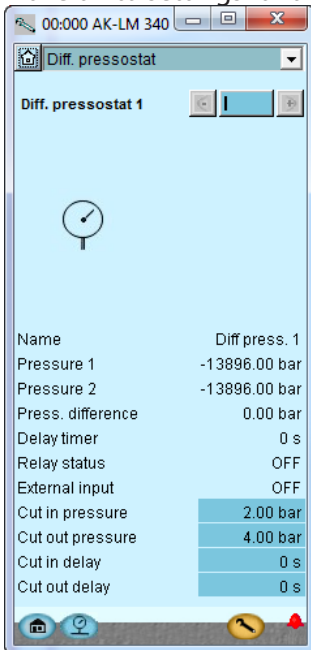 00:000 AK-LM 340
Diff. pressostat
Diff. pressostat 1
Name Diff press. 1
Pressure 1 -13896.00 bar
Pressure 2 -13896.00 bar
Press. difference 0.00 bar
Delay timer 0 s
Relay status OFF
External input OFF
Cut in pressure 2.00 bar
Cut out pressure 4.00 bar
Cut in delay 0 s
Cut out delay 0 s